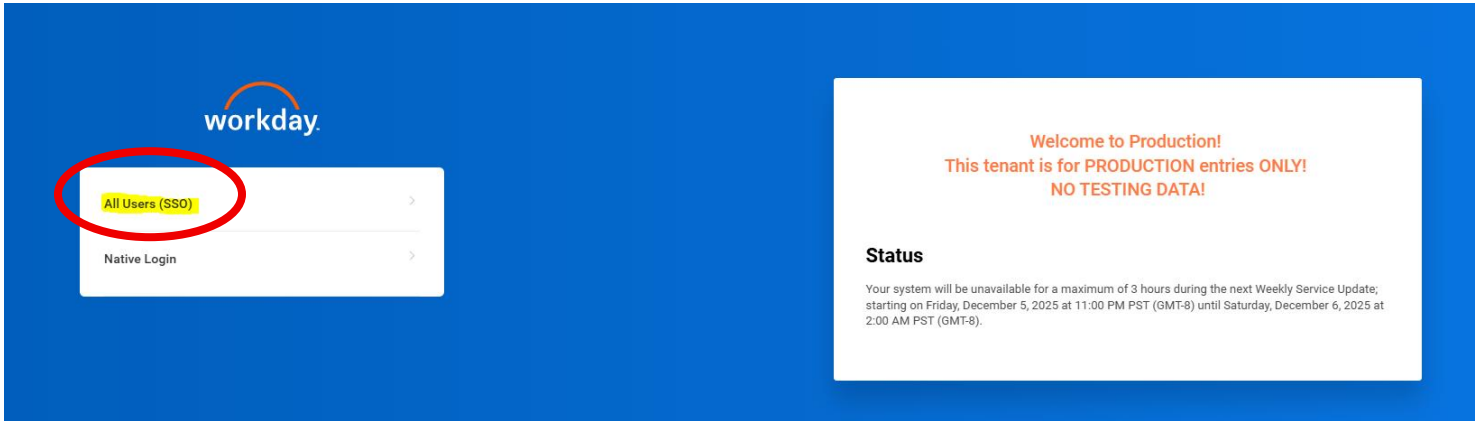 workday.
All Users (SSO)
Native Login
Welcome to Production!
This tenant is for PRODUCTION entries ONLY!
NO TESTING DATA!
Status
Your system will be unavailable for a maximum of 3 hours during the next Weekly Service Update;
starting on Friday, December 5, 2025 at 11:00 PM PST (GMT-8) until Saturday, December 6, 2025 at
2:00 AM PST (GMT-8).